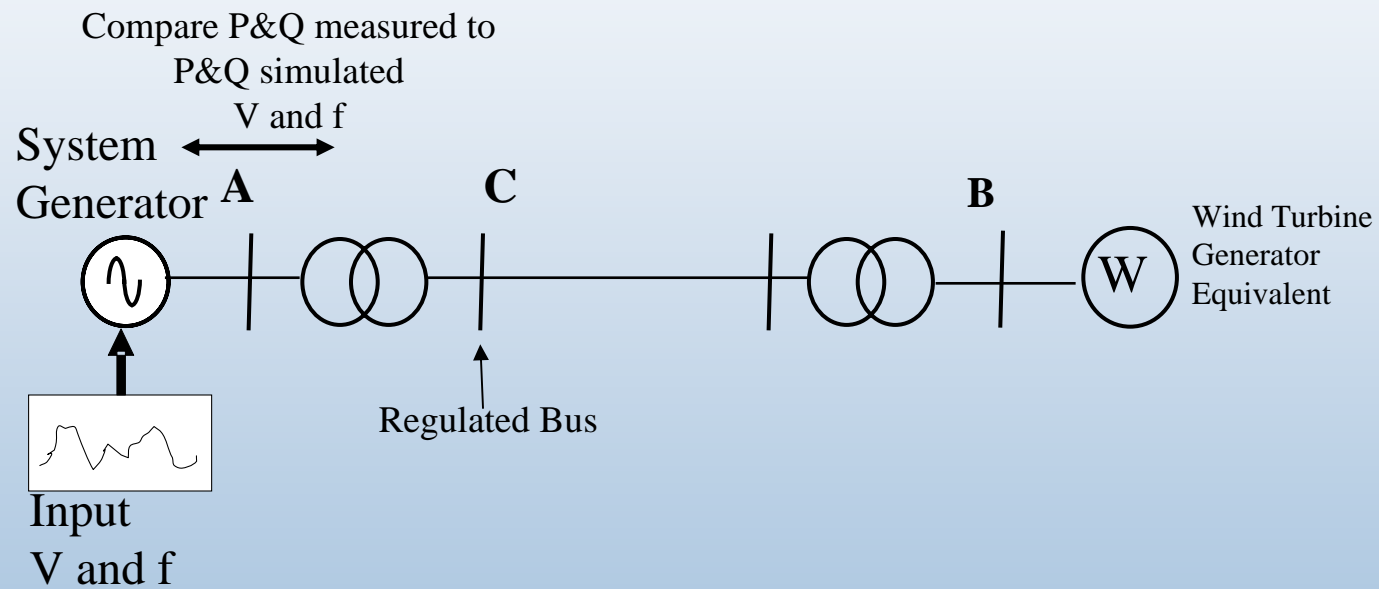 Compare P&Q measured to
P&Q simulated
V and f
System
Generator
A
C
B
W
Wind Turbine
Generator
Equivalent
Regulated Bus
Input
V and f